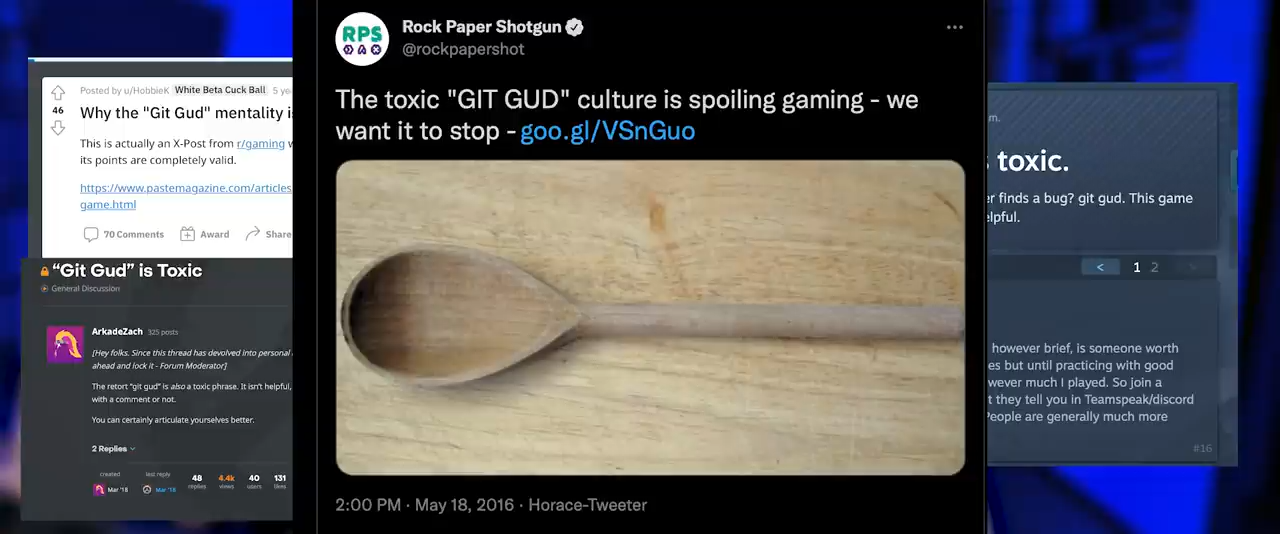 Posted by u/HobbieK White Beta Cuck Ball 5 ye
46
Why the "Git Gud" mentality i
This is actually an X-Post from r/gaming w
its points are completely valid.
https://www.pastemagazine.com/articles
game.html
70 Comments Award Share
"Git Gud" is Toxic
General Discussion
ArkadeZach 325 posts
[Hey folks. Since this thread has devolved into personal
ahead and lock it - Forum Moderator]
The retort "git gud" is also a toxic phrase. It isn't helpful,
with a comment or not.
You can certainly articulate yourselves better.
2 Replies
created last reply 48 4.4k 40 131
Mar '18 Mar '18 replies views users likes
RPS
Rock Paper Shotgun
@rockpapershot
The toxic "GIT GUD" culture is spoiling gaming - we
want it to stop - goo.gl/VSnGuo
2:00 PM · May 18, 2016 · Horace-Tweeter
m.
s toxic.
er finds a bug? git gud. This game
elpful.
< 1 2
however brief, is someone worth
es but until practicing with good
wever much I played. So join a
t they tell you in Teamspeak/discord
People are generally much more
#16